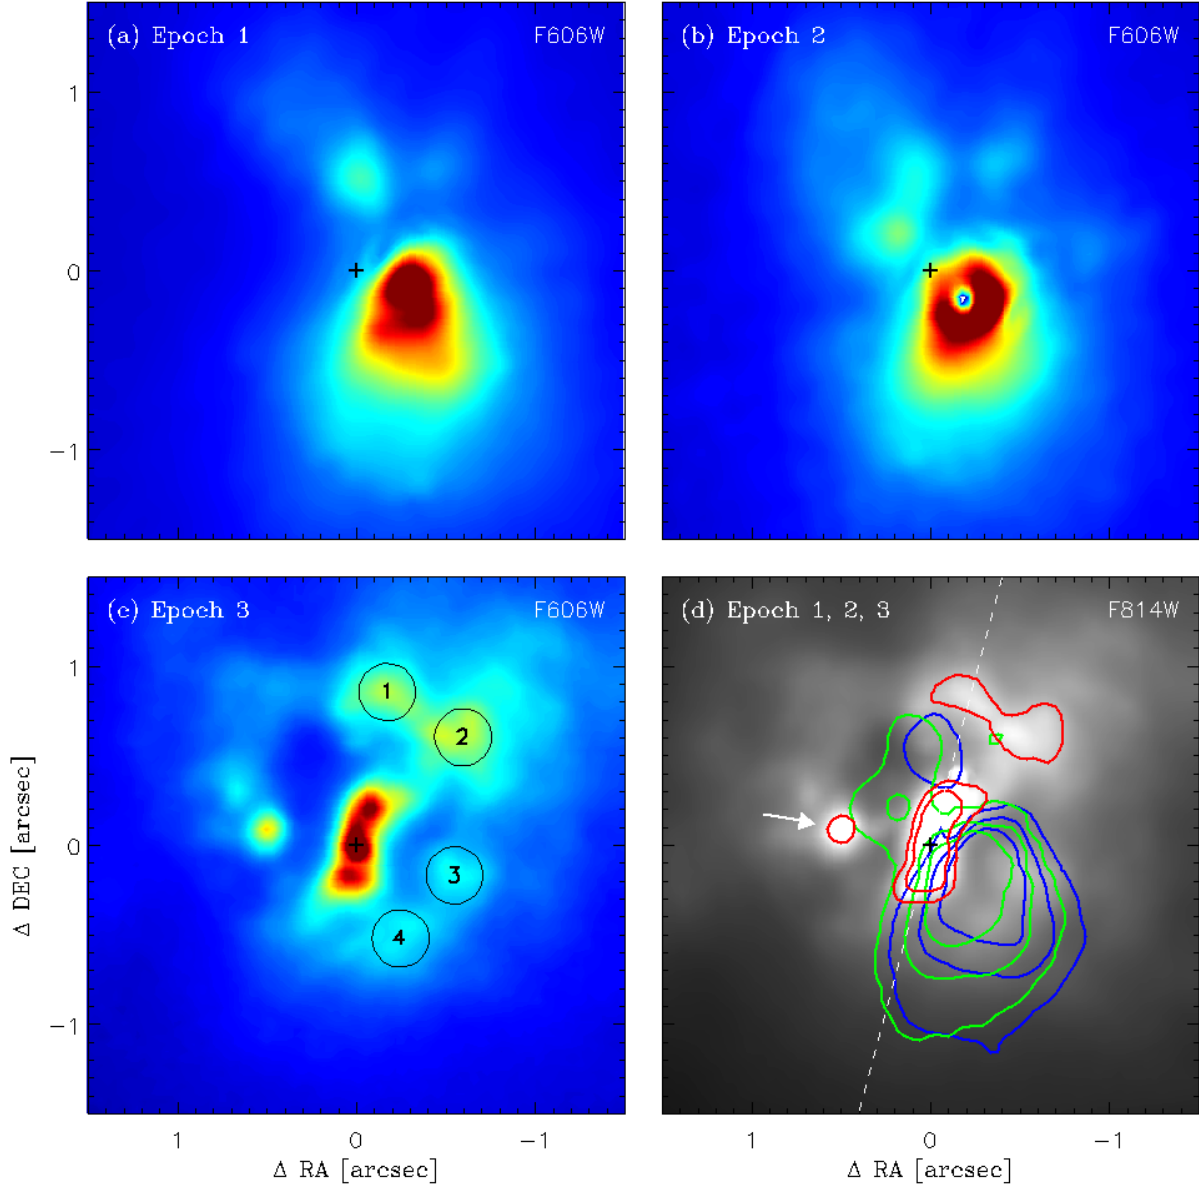 (a) Epoch 1 F606W
(b) Epoch 2 F606W
1
0
−1
(c) Epoch 3 F606W
(d) Epoch 1, 2, 3 F814W
1
2
3
4
1
0
−1
Δ DEC [arcsec]
1 0 −1
1 0 −1
Δ RA [arcsec]
Δ RA [arcsec]